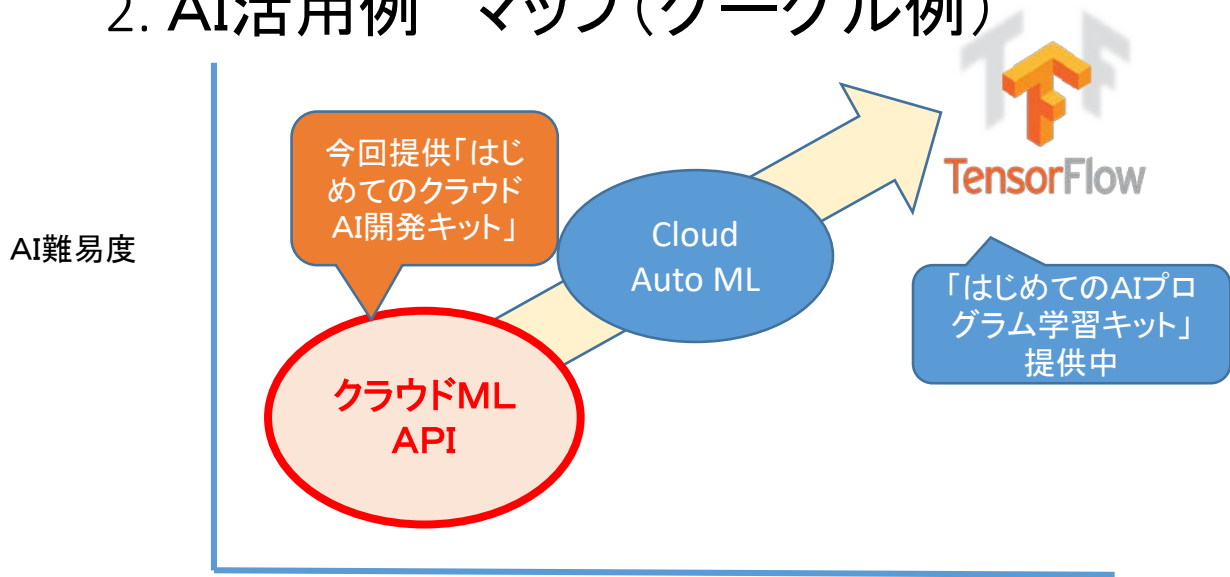 2. AI活用例　マップ（グーグル例）
今回提供「はじ
めてのクラウド
AI開発キット」
TensorFlow
Cloud
Auto ML
AI難易度
「はじめてのAIプロ
グラム学習キット」
提供中
クラウドML
API